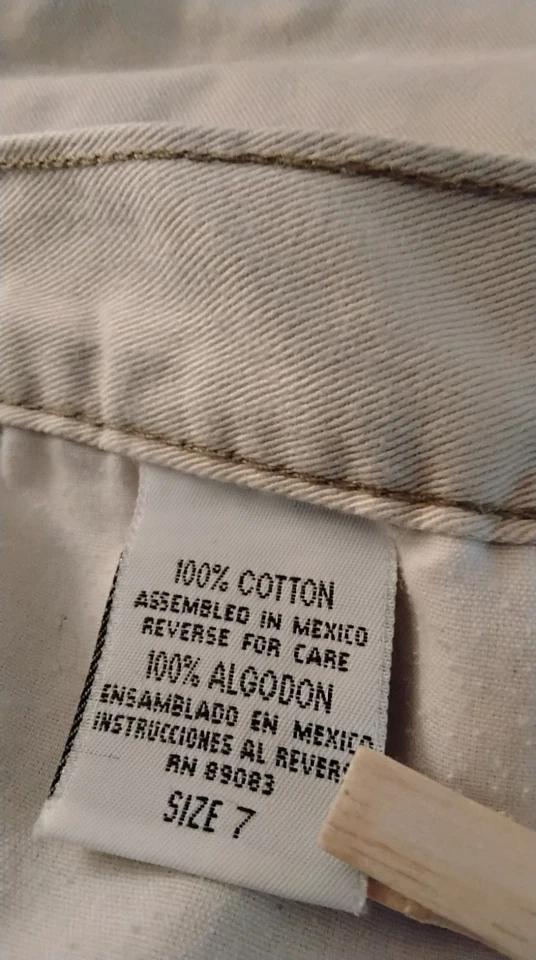 100% COTTON
ASSEMBLED IN MEXICO
REVERSE FOR CARE
100% ALGODON
ENSAMBLADO EN MEXICO
INSTRUCCIONES AL
RN 89083
SIZE 7